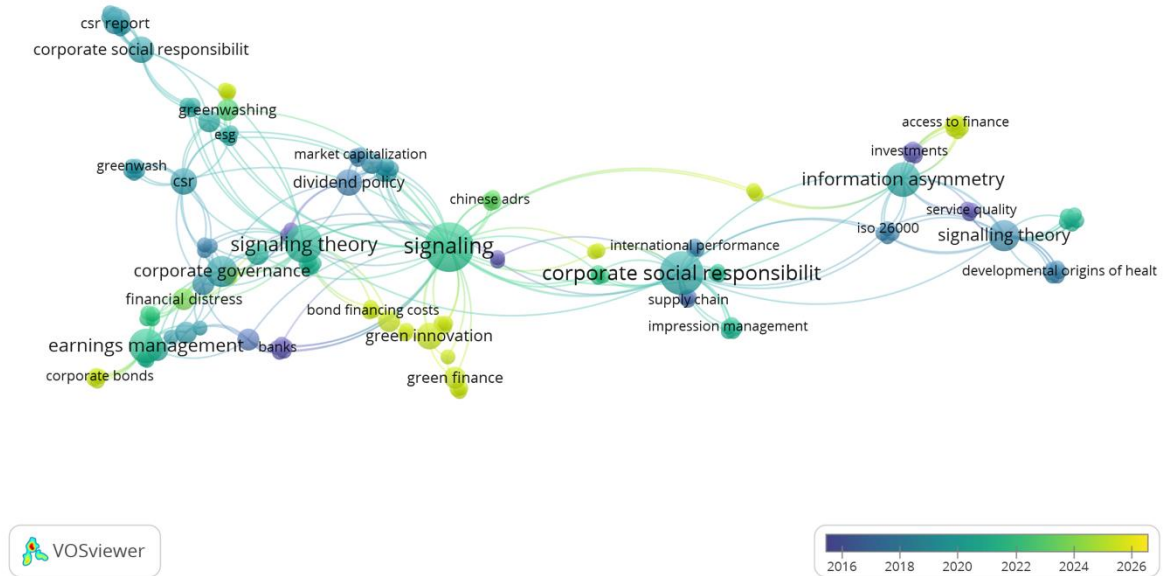 csr report
corporate social responsibilit
greenwashing
esg
greenwash
csr
market capitalization
dividend policy
chinese adrs
signaling theory
signaling
corporate governance
financial distress
earnings management
banks
corporate bonds
bond financing costs
green innovation
green finance
international performance
corporate social responsibilit
supply chain
impression management
access to finance
investments
information asymmetry
service quality
iso 26000
signalling theory
developmental origins of healt
VOSviewer
2016 2018 2020 2022 2024 2026